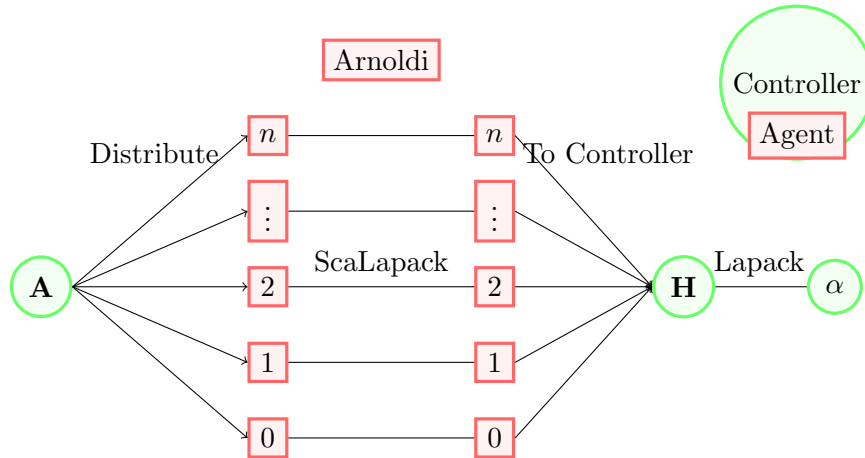 Arnoldi
Controller
Agent
n n
Distribute To Controller
⋮ ⋮
ScaLapack Lapack
A 2 2 H α
1 1
0 0